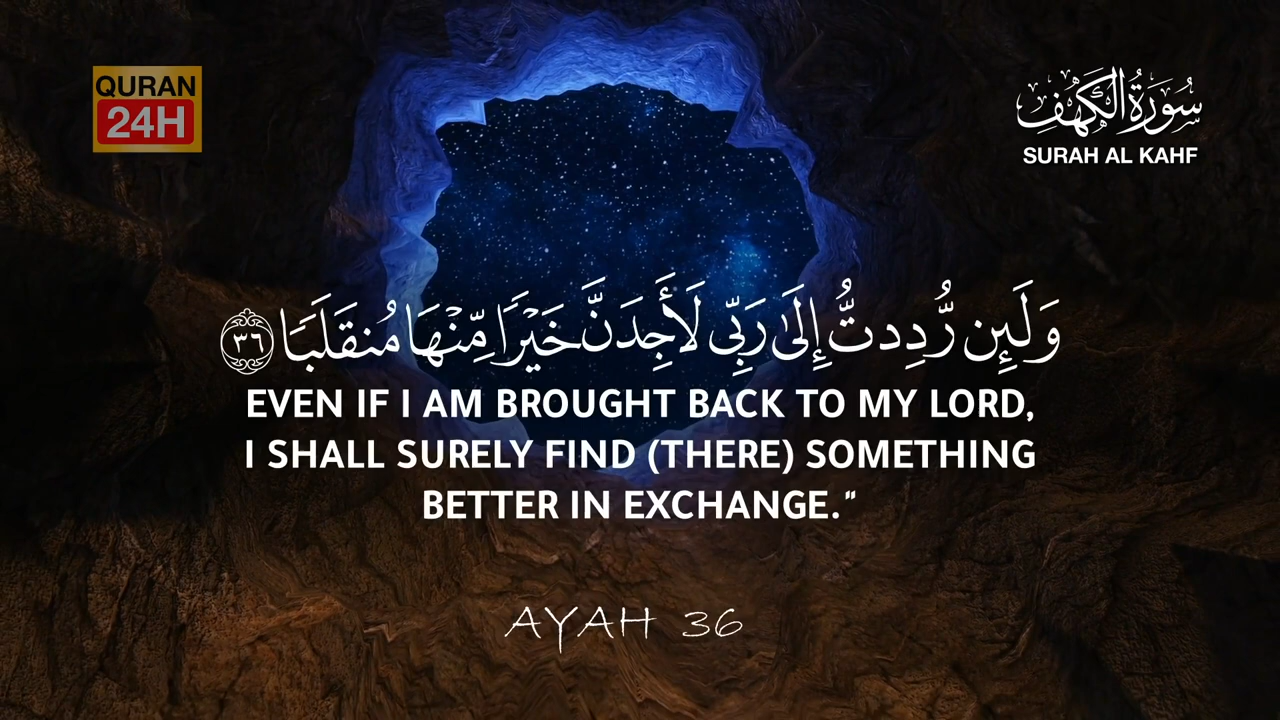 QURAN
24H
سُورَةُ الْكَهْفِ
SURAH AL KAHF
وَلَئِن رُّدِدتُّ إِلَىٰ رَبِّى لَأَجِدَنَّ خَيْرًا مِّنْهَا مُنقَلَبًا ٣٦
EVEN IF I AM BROUGHT BACK TO MY LORD,
I SHALL SURELY FIND (THERE) SOMETHING
BETTER IN EXCHANGE."
AYAH 36